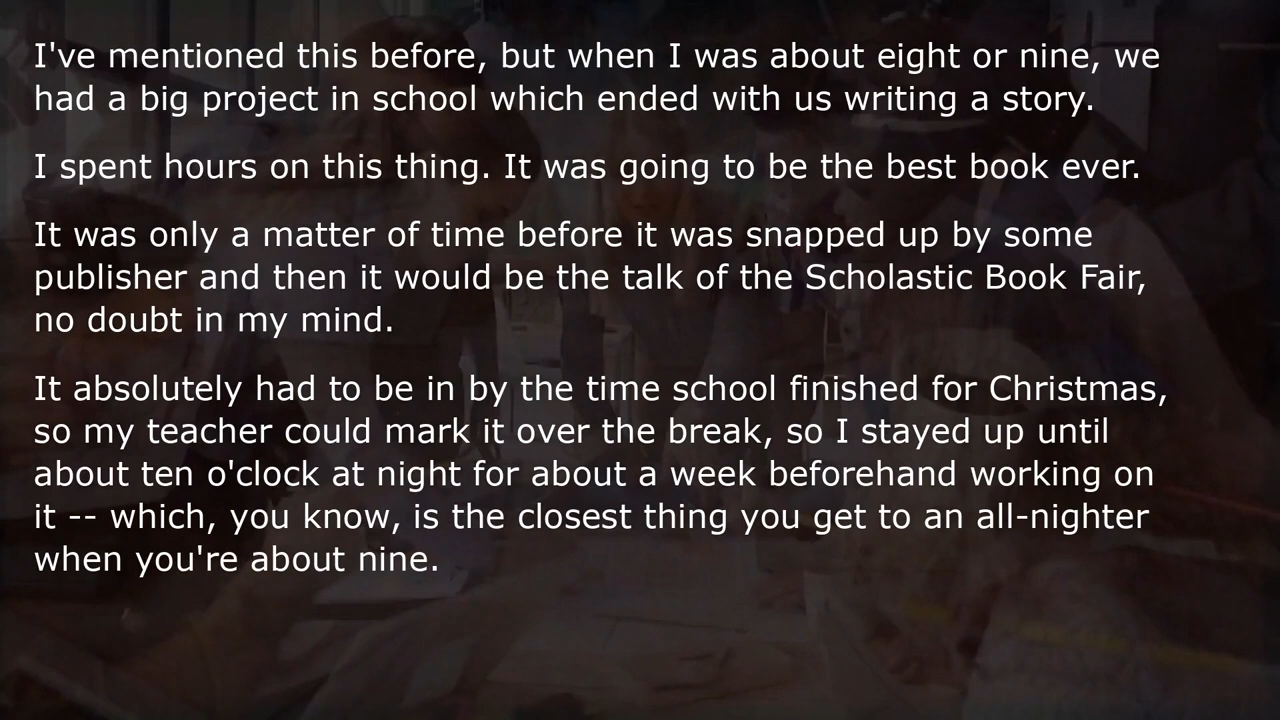 I've mentioned this before, but when I was about eight or nine, we
had a big project in school which ended with us writing a story.
I spent hours on this thing. It was going to be the best book ever.
It was only a matter of time before it was snapped up by some
publisher and then it would be the talk of the Scholastic Book Fair,
no doubt in my mind.
It absolutely had to be in by the time school finished for Christmas,
so my teacher could mark it over the break, so I stayed up until
about ten o'clock at night for about a week beforehand working on
it -- which, you know, is the closest thing you get to an all-nighter
when you're about nine.